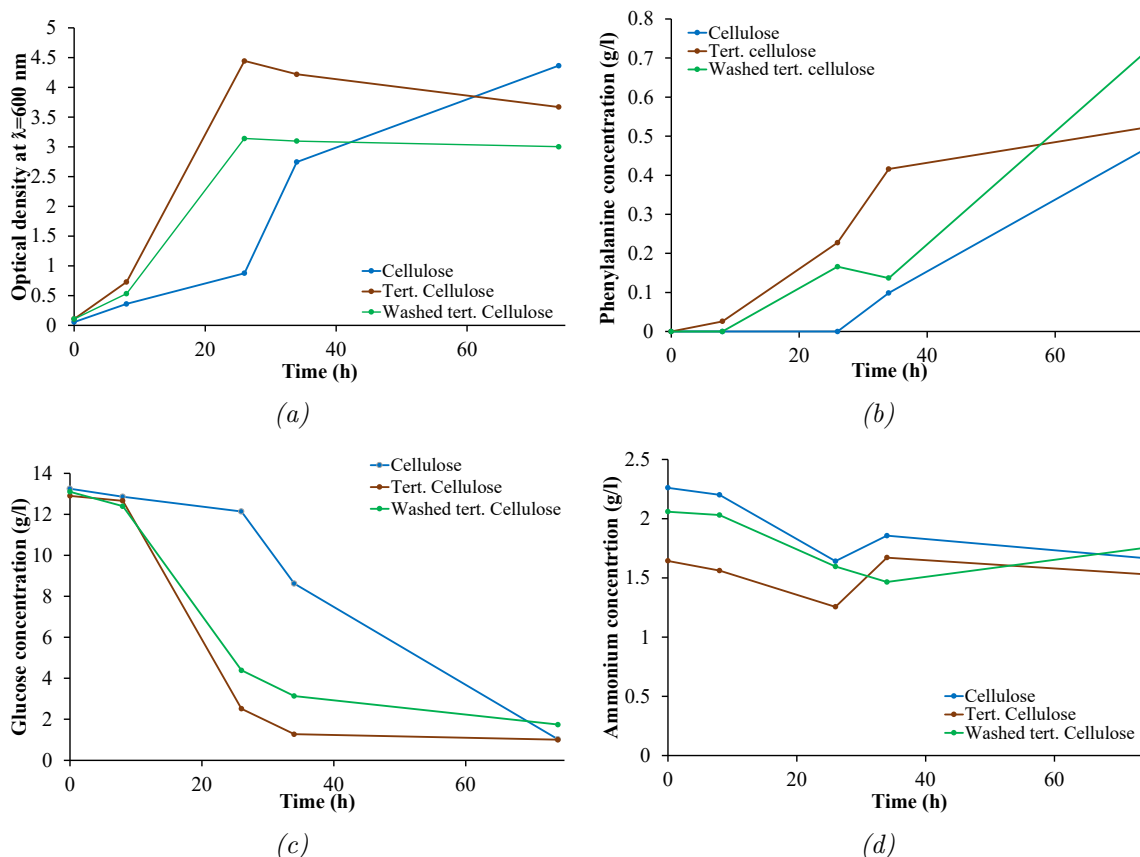 Optical density at λ=600 nm
5
4.5
4
3.5
3
2.5
2
1.5
1
0.5
0
0
20
40
60
Time (h)
Cellulose
Tert. Cellulose
Washed tert. Cellulose
(a)
Phenylalanine concentration (g/l)
0.8
0.7
0.6
0.5
0.4
0.3
0.2
0.1
0
0
20
40
60
Time (h)
Cellulose
Tert. cellulose
Washed tert. cellulose
(b)
Glucose concentration (g/l)
14
12
10
8
6
4
2
0
0
20
40
60
Time (h)
Cellulose
Tert. Cellulose
Washed tert. Cellulose
(c)
Ammonium concentrtion (g/l)
2.5
2
1.5
1
0.5
0
0
20
40
60
Time (h)
Cellulose
Tert. Cellulose
Washed tert. Cellulose
(d)